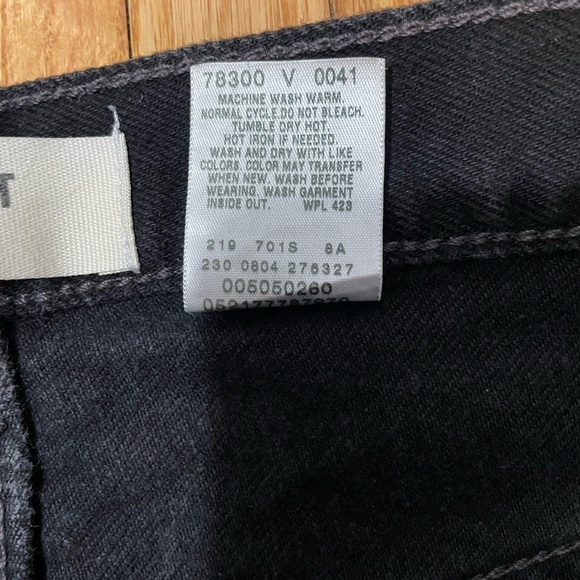 78300 V 0041
MACHINE WASH WARM.
NORMAL CYCLE.DO NOT BLEACH.
TUMBLE DRY HOT.
HOT IRON IF NEEDED.
WASH AND DRY WITH LIKE
COLORS. COLOR MAY TRANSFER
WHEN NEW. WASH BEFORE
WEARING. WASH GARMENT
INSIDE OUT. WPL 423
219 701S 8A
230 0804 276327
005050260
T